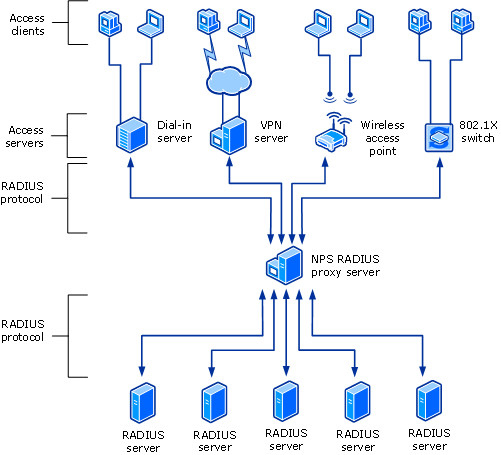 Access
clients
Access
servers
Dial-in
server
VPN
server
Wireless
access
point
802.1X
switch
RADIUS
protocol
NPS RADIUS
proxy server
RADIUS
protocol
RADIUS
server
RADIUS
server
RADIUS
server
RADIUS
server
RADIUS
server